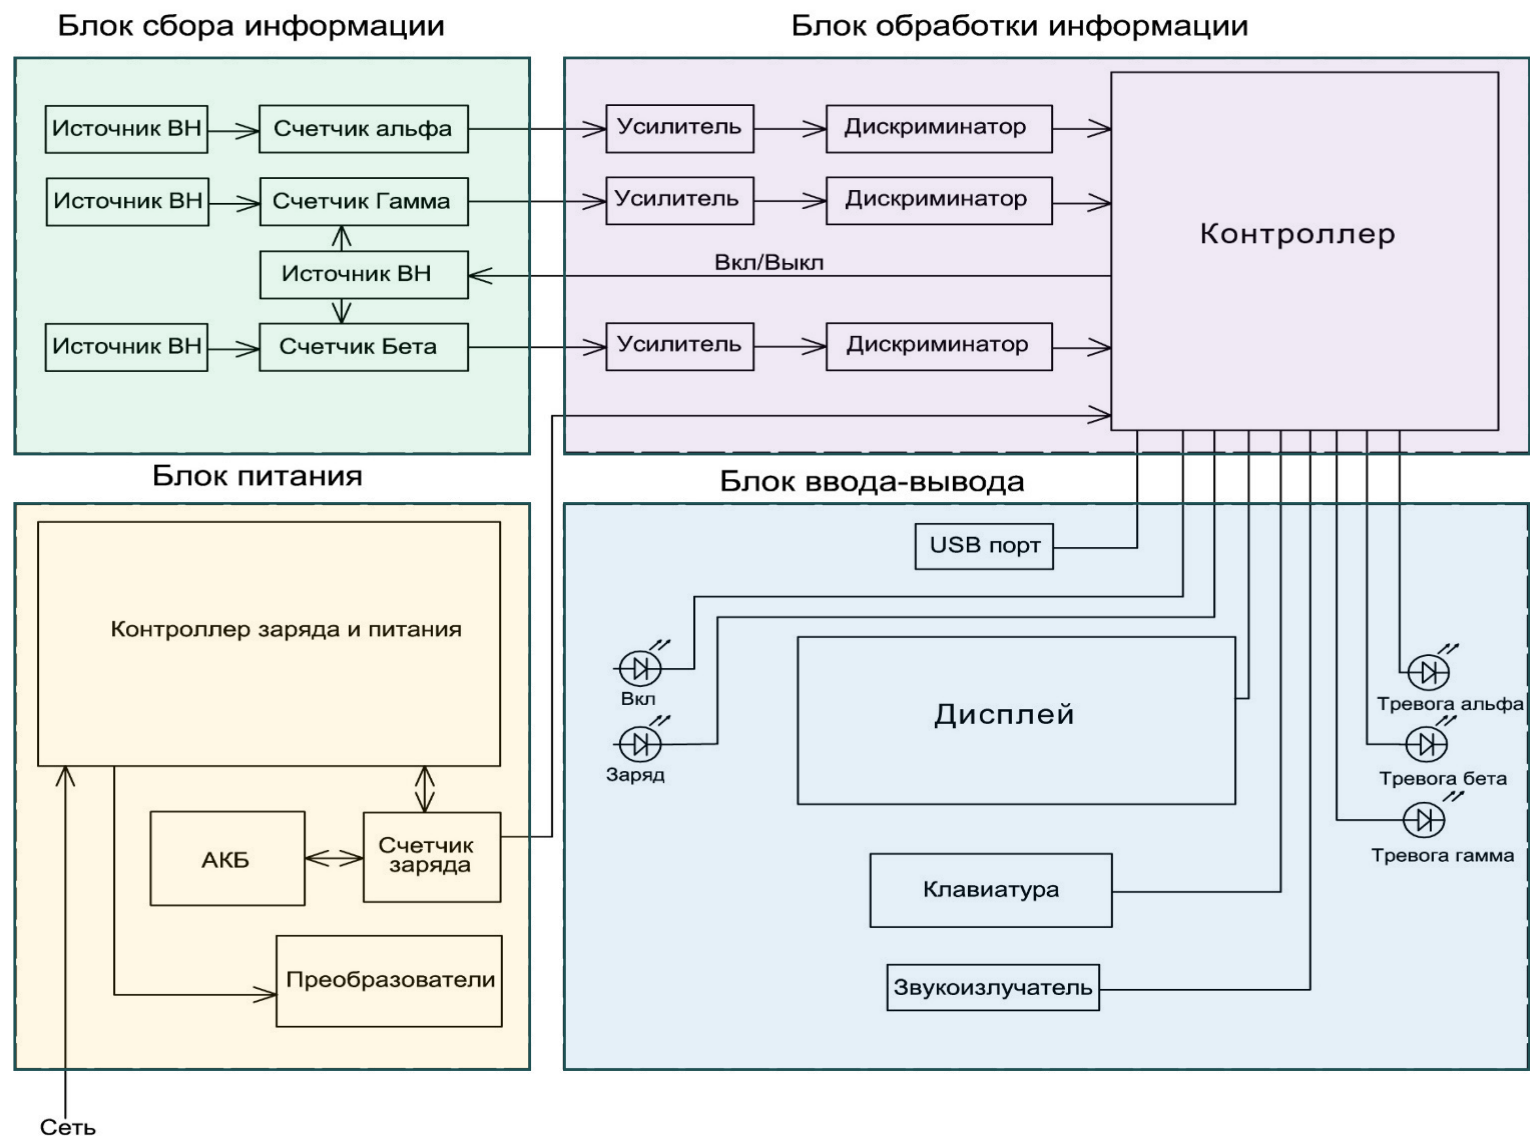 Блок сбора информации
Блок обработки информации
Источник ВН
Счетчик альфа
Усилитель
Дискриминатор
Источник ВН
Счетчик Гамма
Усилитель
Дискриминатор
Контроллер
Источник ВН
Вкл/Выкл
Источник ВН
Счетчик Бета
Усилитель
Дискриминатор
Блок питания
Блок ввода-вывода
Контроллер заряда и питания
АКБ
Счетчик
заряда
Преобразователи
Сеть
USB порт
Вкл
Заряд
Дисплей
Тревога альфа
Тревога бета
Тревога гамма
Клавиатура
Звукоизлучатель